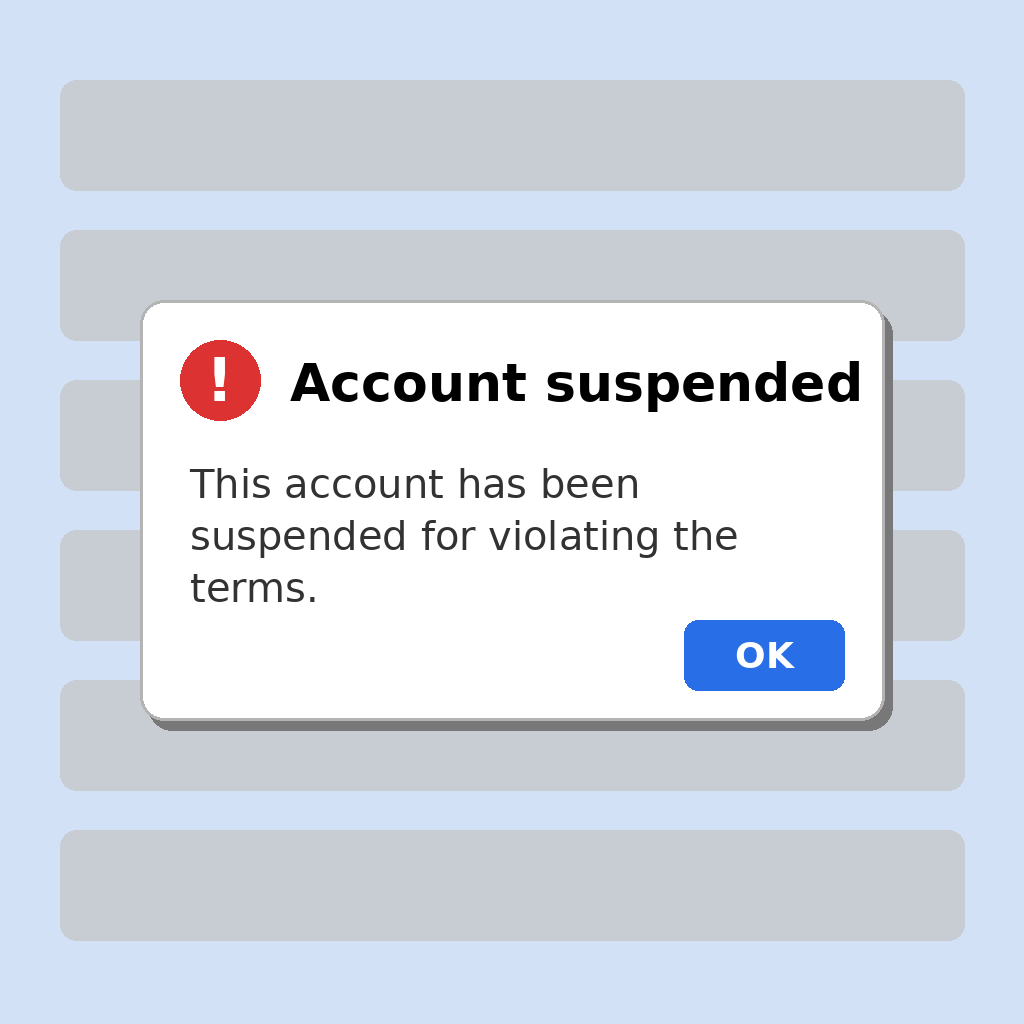 !
Account suspended
This account has been
suspended for violating the
terms.
OK